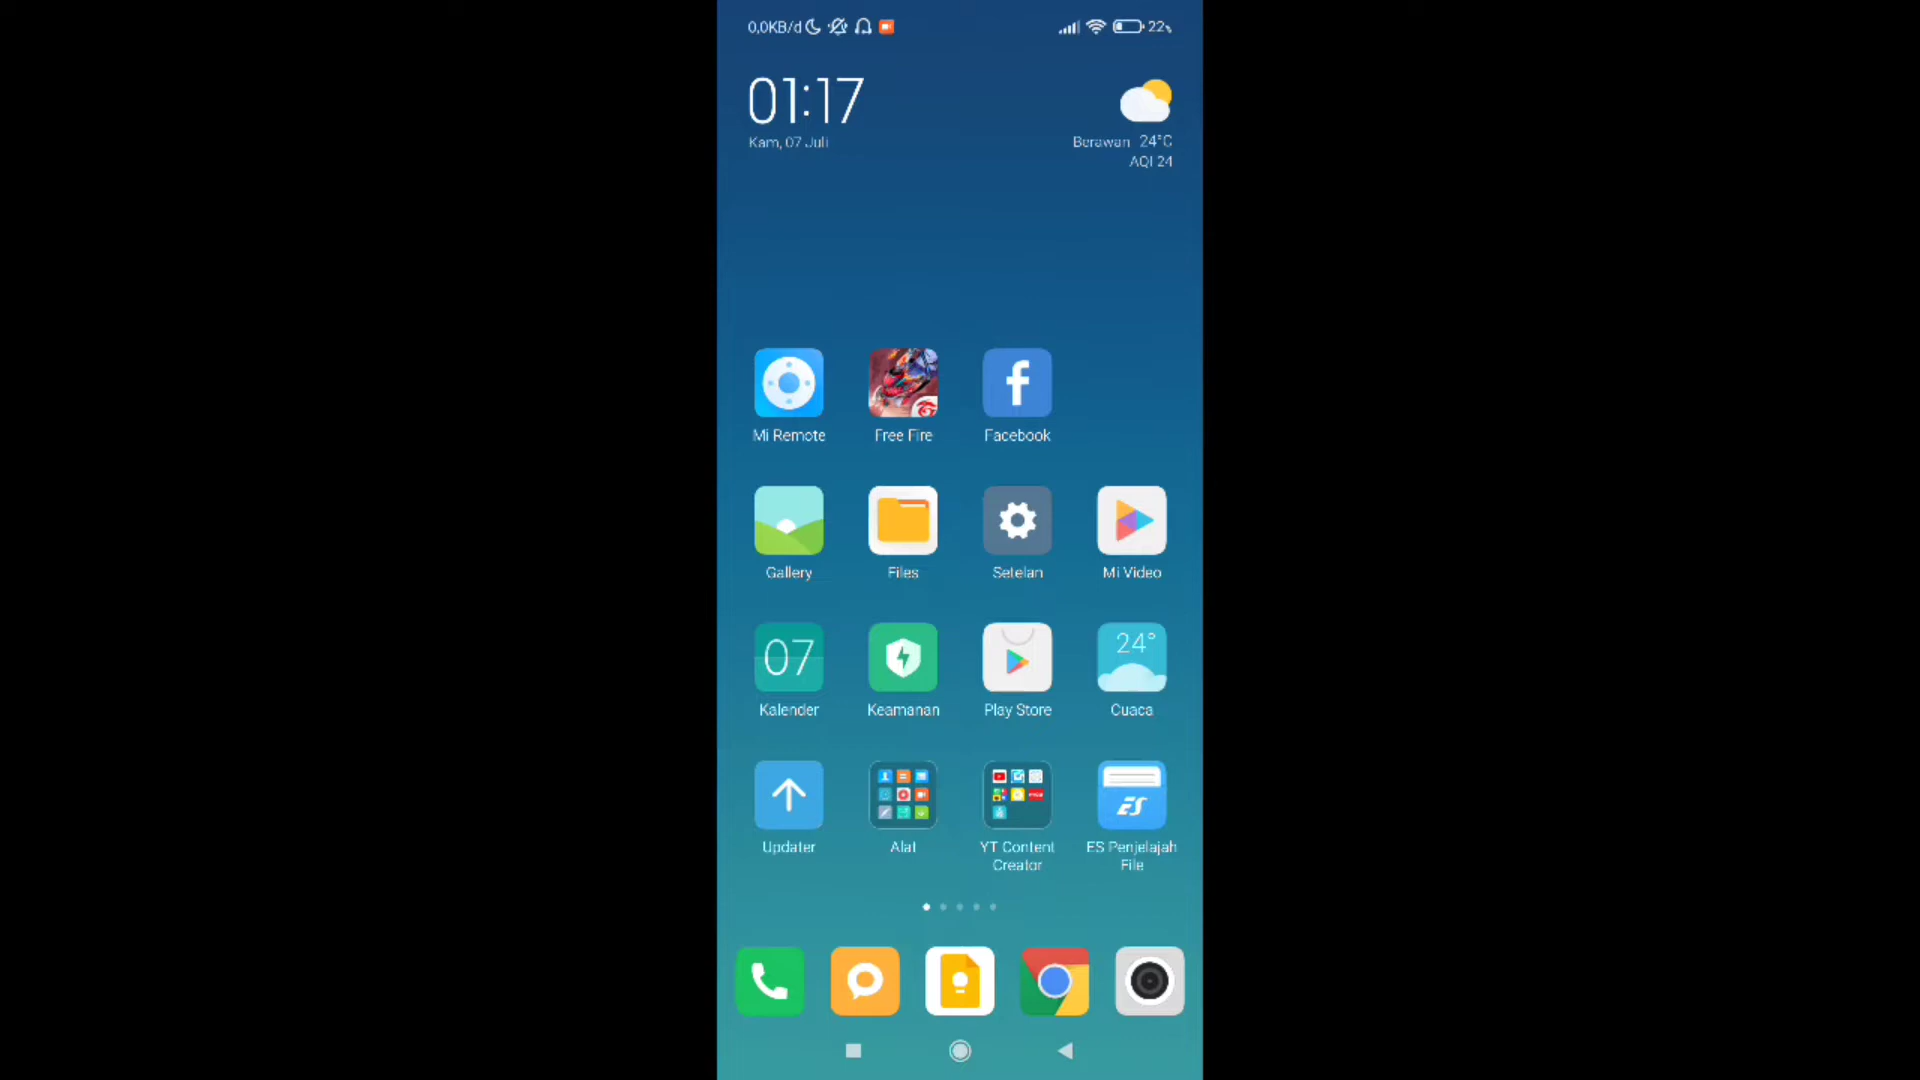 0,0KB/d 22%
01:17
Kam, 07 Juli
Berawan 24°C
AQI 24
Mi Remote Free Fire Facebook
Gallery Files Setelan Mi Video
07 24°
Kalender Keamanan Play Store Cuaca
ES
Updater Alat YT Content Creator ES Penjelajah File